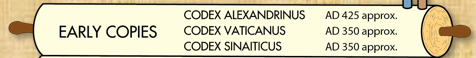 EARLY COPIES
CODEX ALEXANDRINUS AD 425 approx.
CODEX VATICANUS AD 350 approx.
CODEX SINAITICUS AD 350 approx.